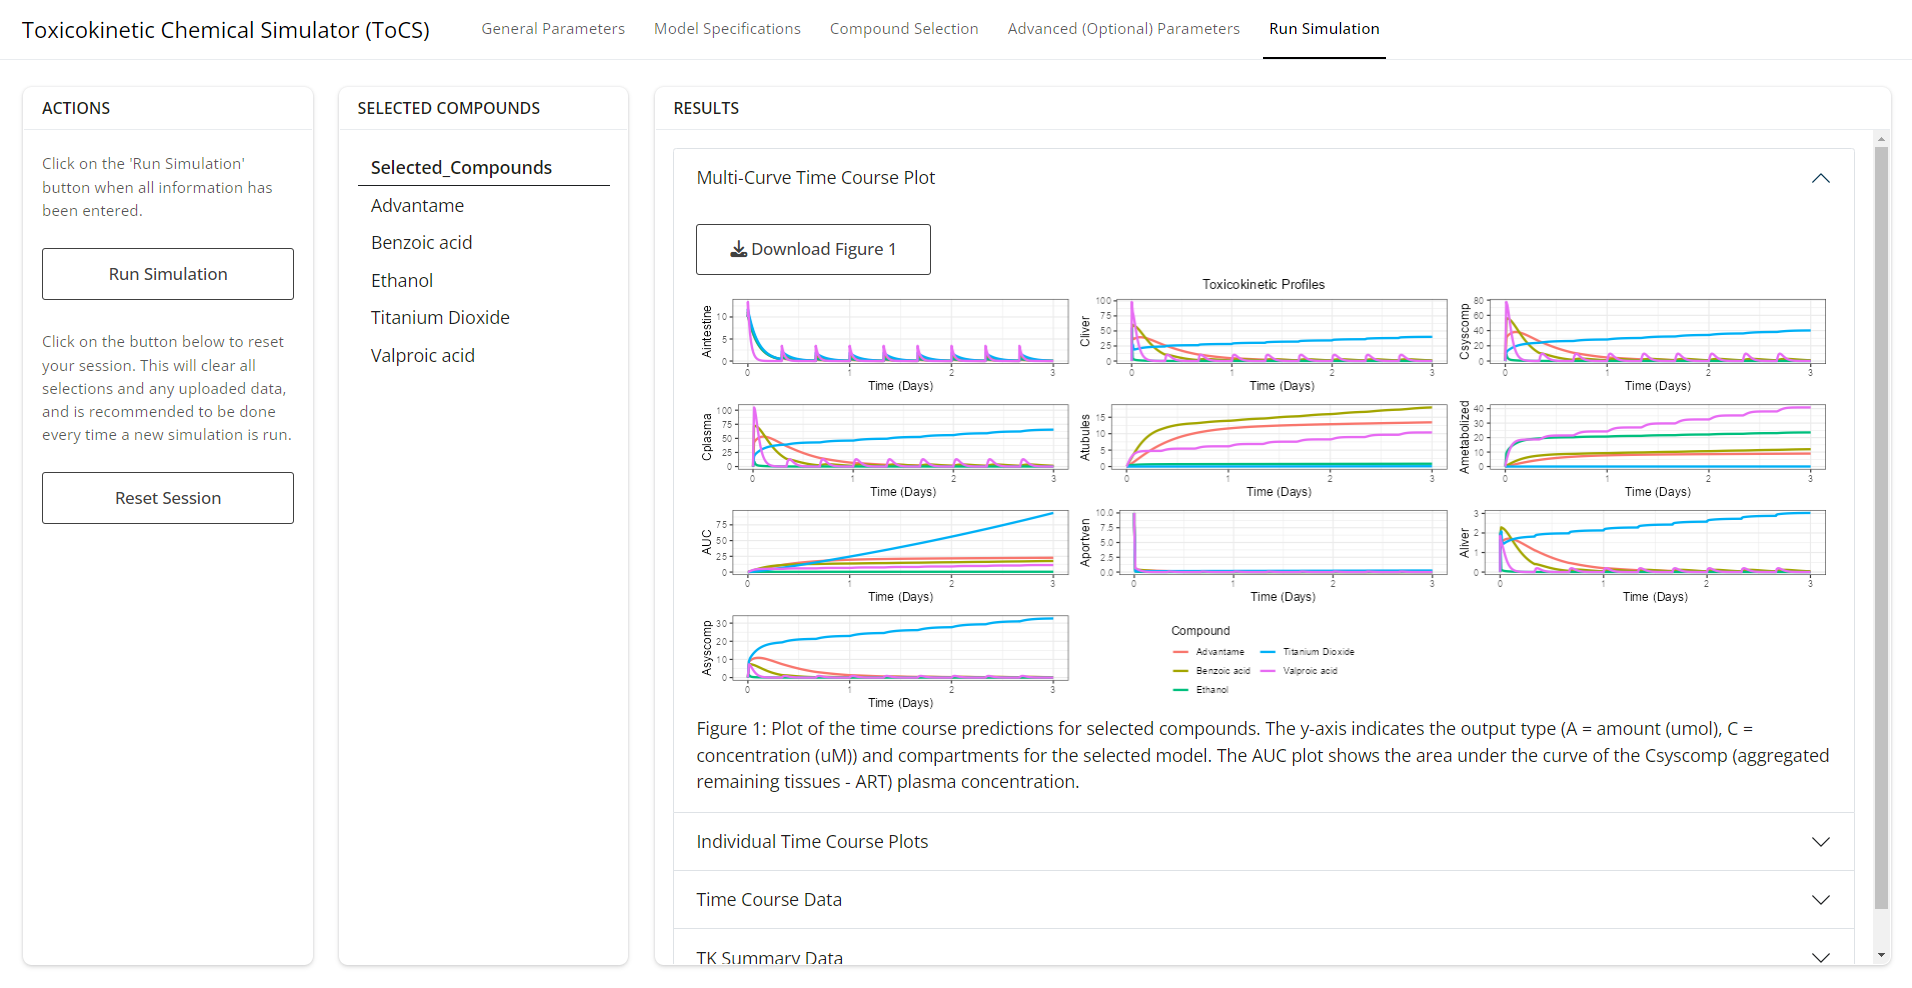 Toxicokinetic Chemical Simulator (ToCS)
General Parameters
Model Specifications
Compound Selection
Advanced (Optional) Parameters
Run Simulation
ACTIONS
Click on the 'Run Simulation'
button when all information has
been entered.
Run Simulation
Click on the button below to reset
your session. This will clear all
selections and any uploaded data,
and is recommended to be done
every time a new simulation is run.
Reset Session
SELECTED COMPOUNDS
Selected_Compounds
Advantame
Benzoic acid
Ethanol
Titanium Dioxide
Valproic acid
RESULTS
Multi-Curve Time Course Plot
Download Figure 1
Toxicokinetic Profiles
Aintestine
10
5
0
0 1 2 3
Time (Days)
Cliver
100
75
50
25
0
0 1 2 3
Time (Days)
Csyscomp
80
60
40
20
0
0 1 2 3
Time (Days)
Cplasma
100
75
50
25
0
0 1 2 3
Time (Days)
Atubules
15
10
5
0
0 1 2 3
Time (Days)
Ametabolized
40
30
20
10
0
0 1 2 3
Time (Days)
AUC
75
50
25
0
0 1 2 3
Time (Days)
Aportven
10.0
7.5
5.0
2.5
0.0
0 1 2 3
Time (Days)
Aliver
3
2
1
0
0 1 2 3
Time (Days)
Asyscomp
30
20
10
0
0 1 2 3
Time (Days)
Compound
Advantame
Titanium Dioxide
Benzoic acid
Valproic acid
Ethanol
Figure 1: Plot of the time course predictions for selected compounds. The y-axis indicates the output type (A = amount (umol), C =
concentration (uM)) and compartments for the selected model. The AUC plot shows the area under the curve of the Csyscomp (aggregated
remaining tissues - ART) plasma concentration.
Individual Time Course Plots
Time Course Data
TK Summary Data